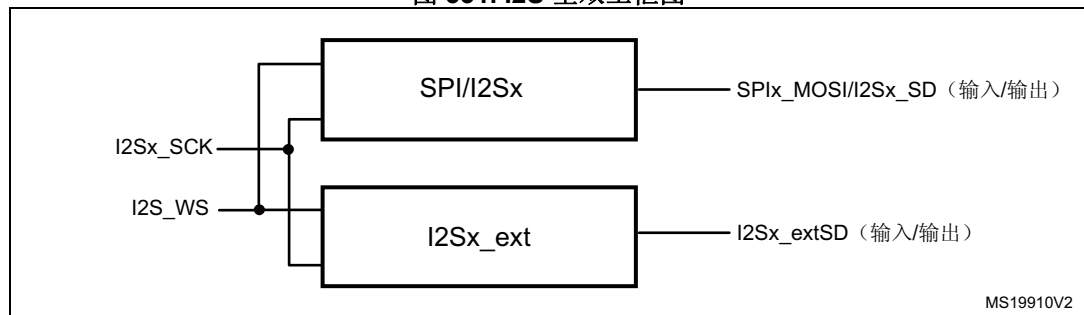 SPI/I2Sx
SPIx_MOSI/I2Sx_SD（输入/输出）
I2Sx_SCK
I2S_WS
I2Sx_ext
I2Sx_extSD（输入/输出）
MS19910V2